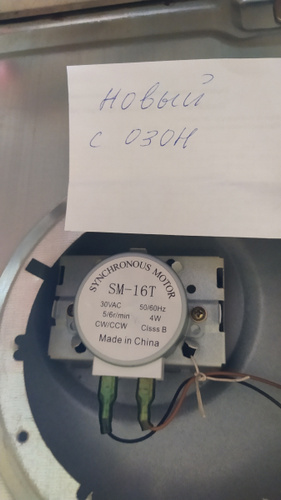 новый
с озон
SYNCHRONOUS MOTOR
SM-16T
30VAC 50/60Hz
5/6r/min 4W
CW/CCW Class B
Made in China